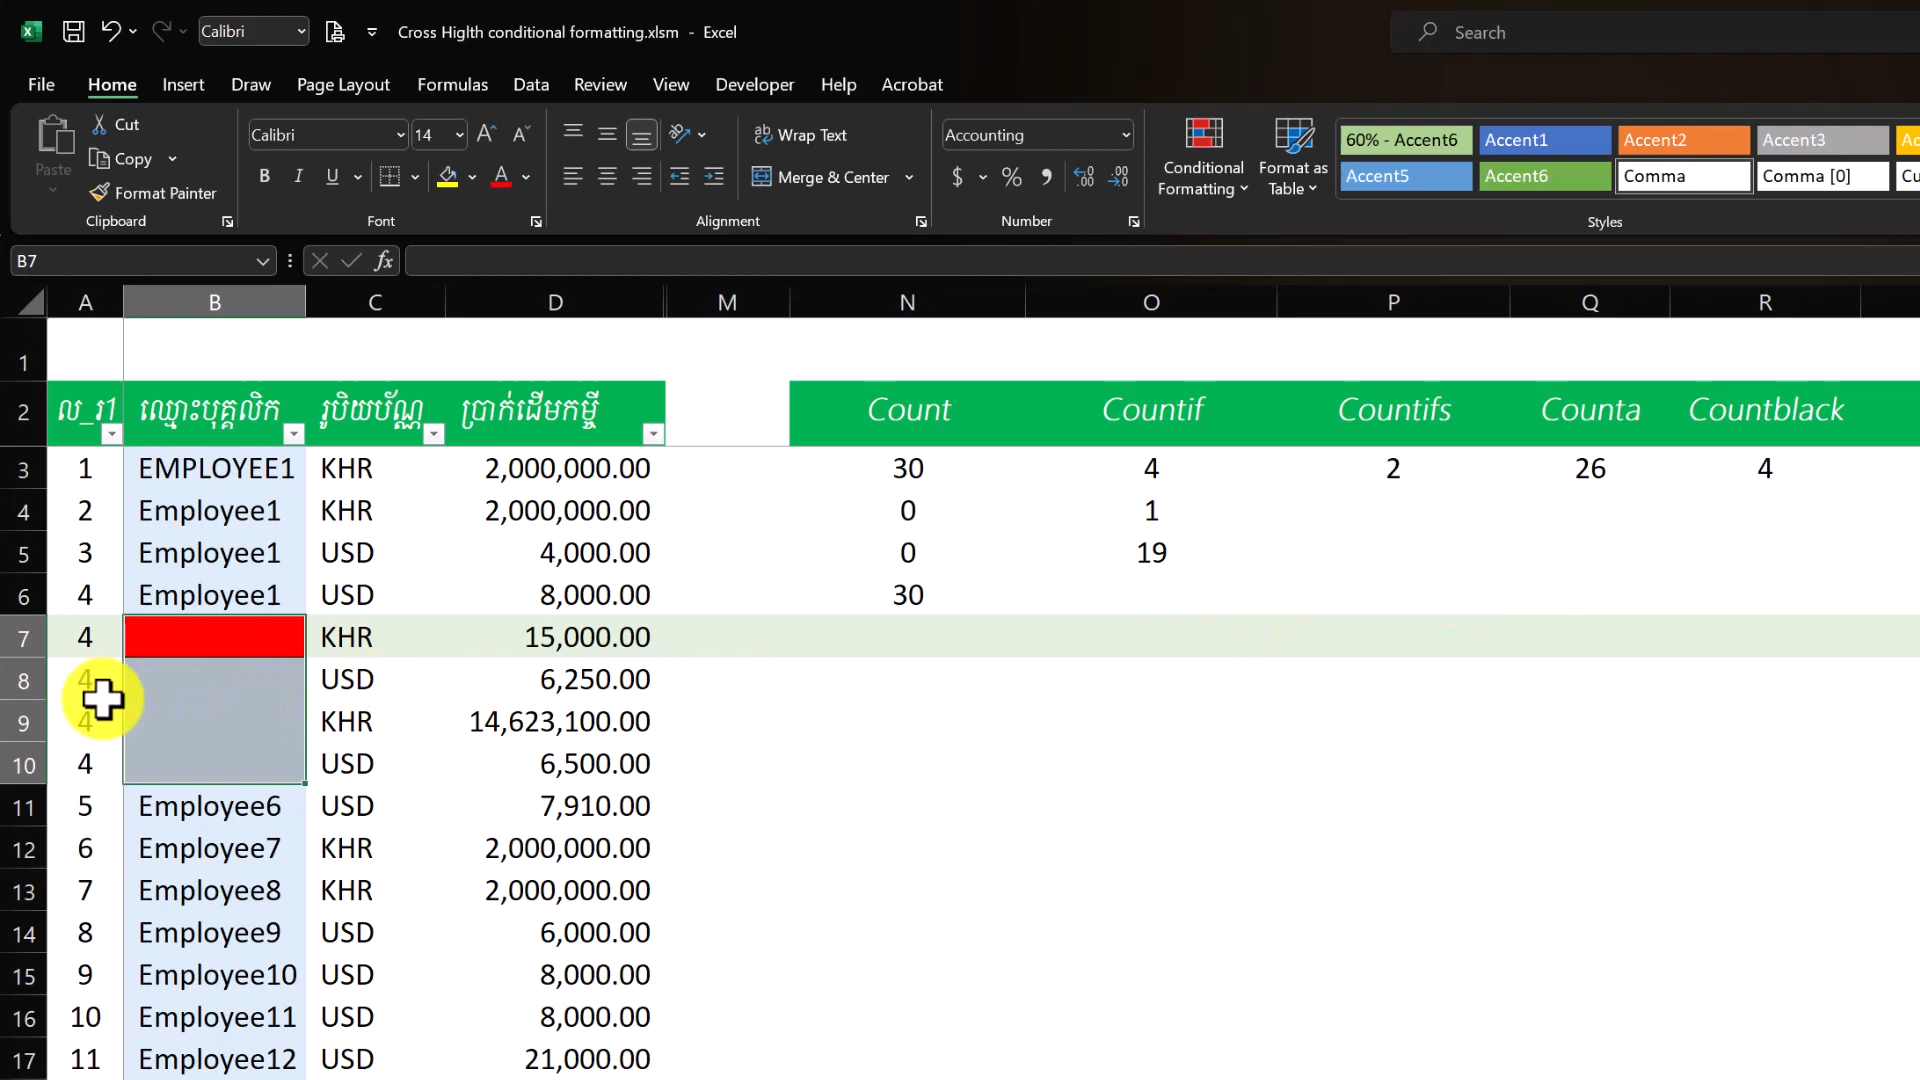 Calibri
Cross Higlth conditional formatting.xlsm - Excel
Search
File Home Insert Draw Page Layout Formulas Data Review View Developer Help Acrobat
Paste
Cut
Copy
Format Painter
Clipboard
Calibri 14
B I U
Font
Wrap Text
Merge & Center
Alignment
Accounting
$ % 9
Number
Conditional Formatting
Format as Table
60% - Accent6 Accent1 Accent2 Accent3
Accent5 Accent6 Comma Comma [0]
Styles
B7 fx
A B C D M N O P Q R
1
2 ល_រ1 ឈ្មោះបុគ្គលិក រូបិយប័ណ្ណ ប្រាក់ដើមកម្ចី Count Countif Countifs Counta Countblack
3 1 EMPLOYEE1 KHR 2,000,000.00 30 4 2 26 4
4 2 Employee1 KHR 2,000,000.00 0 1
5 3 Employee1 USD 4,000.00 0 19
6 4 Employee1 USD 8,000.00 30
7 4 KHR 15,000.00
8 4 USD 6,250.00
9 4 KHR 14,623,100.00
10 4 USD 6,500.00
11 5 Employee6 USD 7,910.00
12 6 Employee7 KHR 2,000,000.00
13 7 Employee8 KHR 2,000,000.00
14 8 Employee9 USD 6,000.00
15 9 Employee10 USD 8,000.00
16 10 Employee11 USD 8,000.00
17 11 Employee12 USD 21,000.00